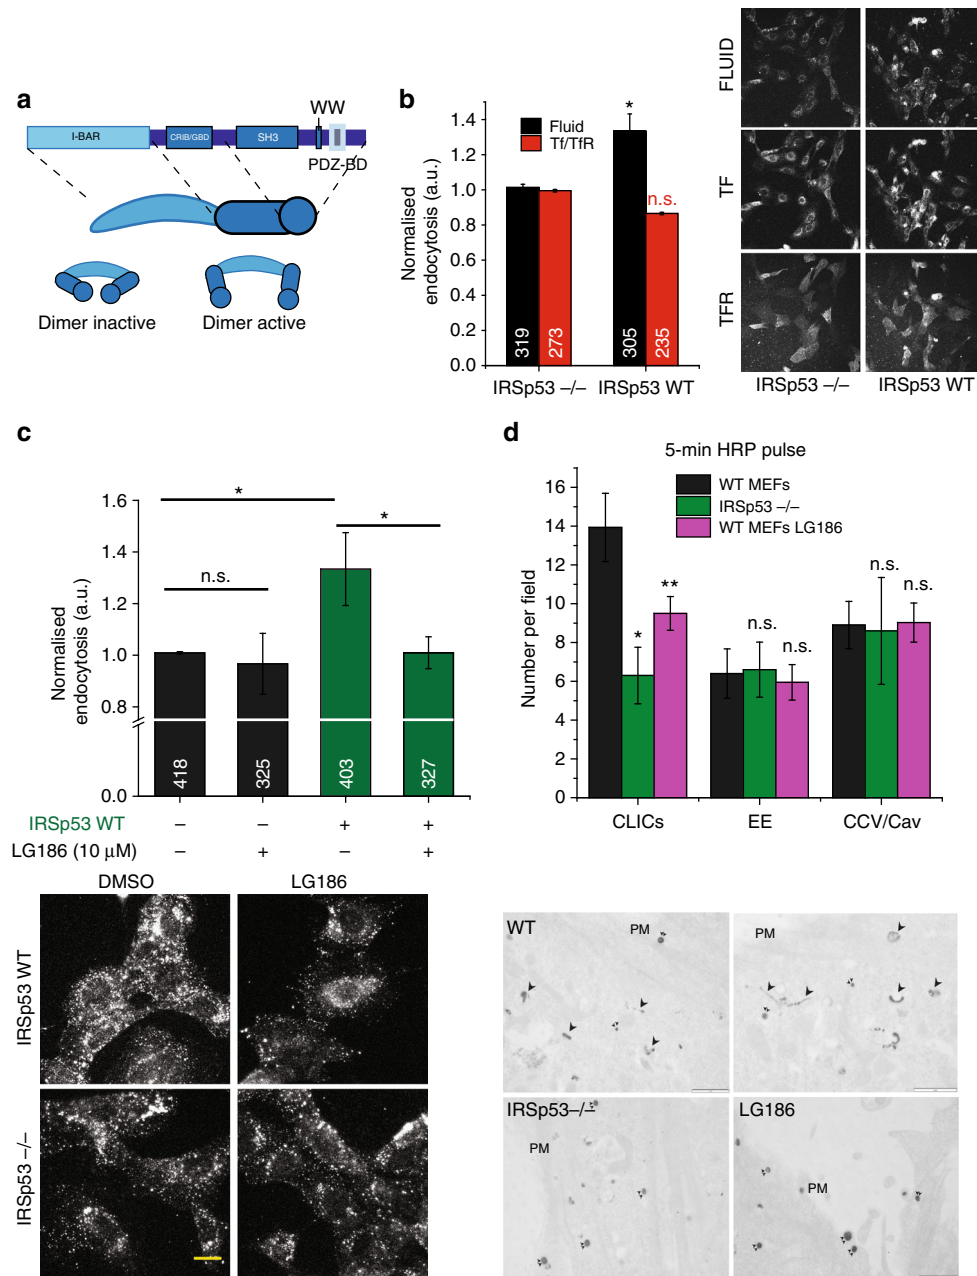 a
I-BAR
CRIB/GBD
SH3
WW
PDZ-BD
Dimer inactive
Dimer active
b
Normalised endocytosis (a.u.)
1.4
1.2
1.0
0.8
0.6
0.4
0.2
0.0
Fluid
Tf/TfR
*
n.s.
319
273
305
235
IRSp53 –/–
IRSp53 WT
FLUID
TF
TFR
IRSp53 –/–
IRSp53 WT
c
Normalised endocytosis (a.u.)
1.6
1.4
1.2
1.0
0.8
0.0
*
*
n.s.
418
325
403
327
IRSp53 WT – – + +
LG186 (10 µM) – + – +
DMSO
LG186
IRSp53 WT
IRSp53 –/–
d
5-min HRP pulse
WT MEFs
IRSp53 –/–
WT MEFs LG186
Number per field
16
14
12
10
8
6
4
2
0
*
**
n.s.
n.s.
n.s.
n.s.
CLICs
EE
CCV/Cav
WT
PM
PM
IRSp53–/–
PM
LG186
PM